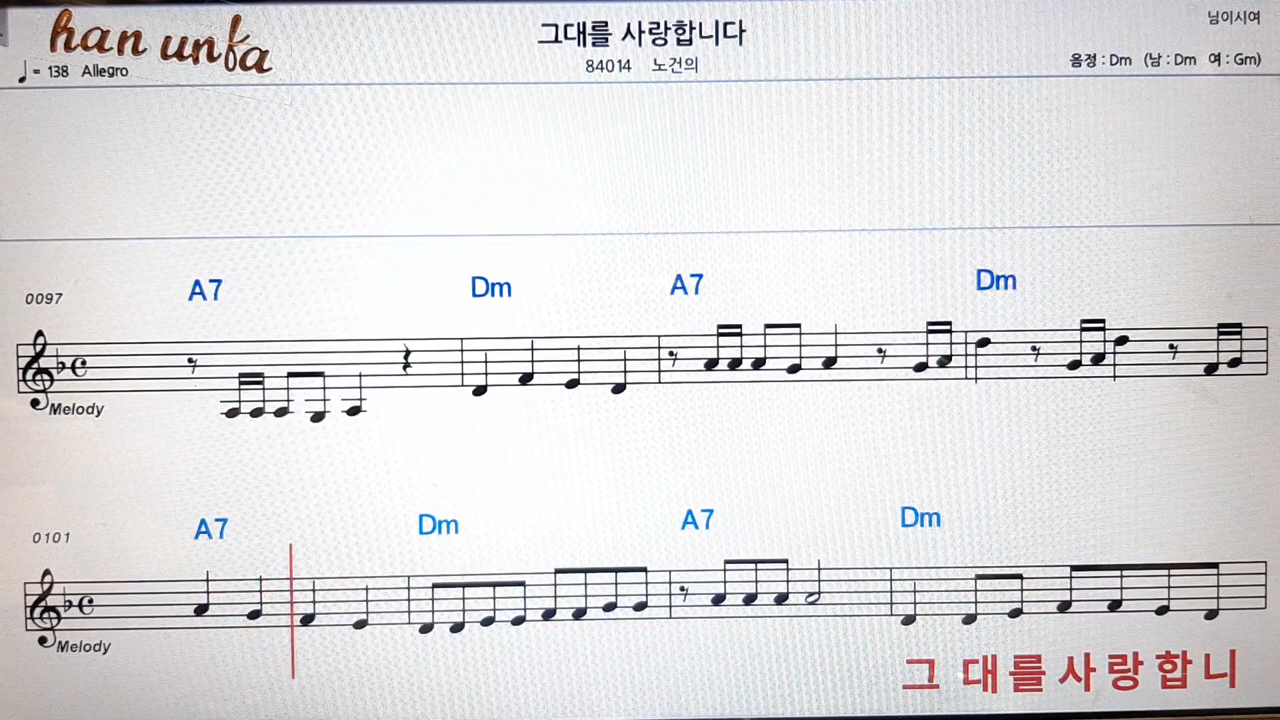 han unfa
그대를 사랑합니다
님이시여
♩= 138 Allegro
84014 노건의
음정 : Dm (남 : Dm 여 : Gm)
A7 Dm A7 Dm
0097
Melody
A7 Dm A7 Dm
0101
Melody
그 대를사랑합니